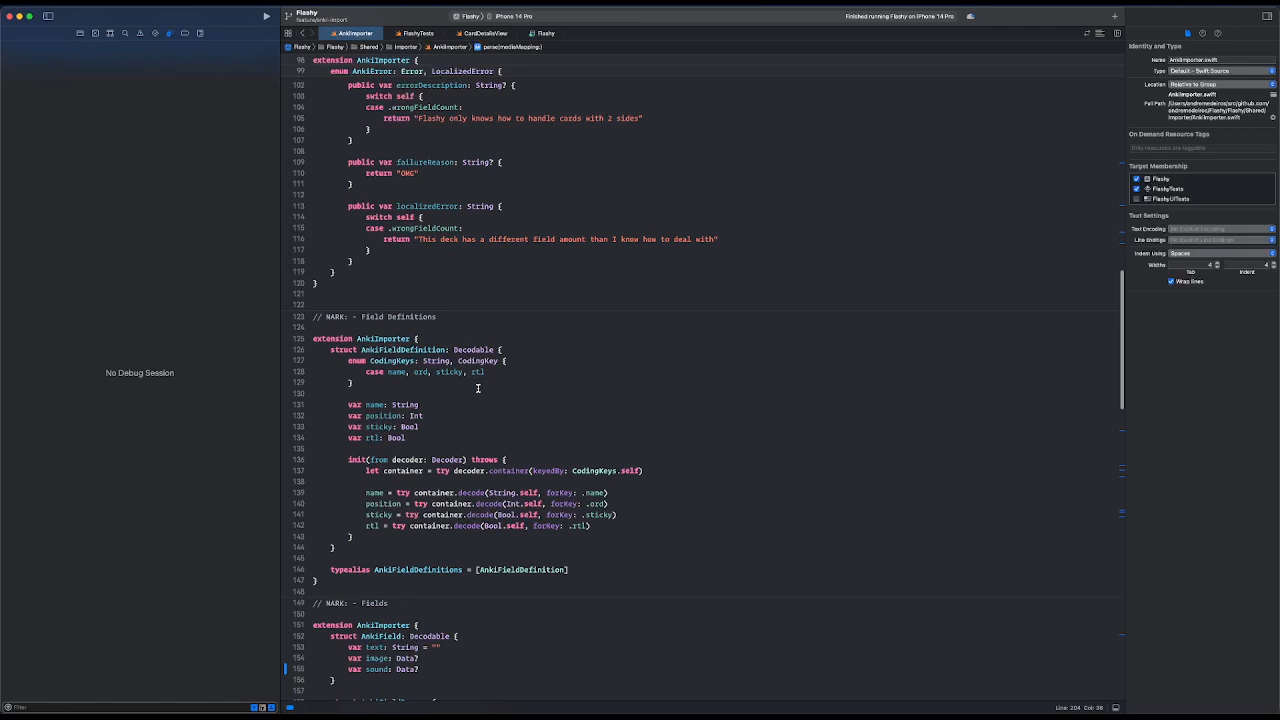 Flashy
feature/anki-import
Flashy 〉 iPhone 14 Pro
Finished running Flashy on iPhone 14 Pro
AnkiImporter
FlashyTests
CardDetailsView
Flashy
Flashy 〉 Flashy 〉 Shared 〉 Importer 〉 AnkiImporter 〉 parse(mediaMapping:)
98 extension AnkiImporter {
99 enum AnkiError: Error, LocalizedError {
102 public var errorDescription: String? {
103 switch self {
104 case .wrongFieldCount:
105 return "Flashy only knows how to handle cards with 2 sides"
106 }
107 }
108
109 public var failureReason: String? {
110 return "OMG"
111 }
112
113 public var localizedError: String {
114 switch self {
115 case .wrongFieldCount:
116 return "This deck has a different field amount than I know how to deal with"
117 }
118 }
119 }
120 }
121
122
123 // MARK: - Field Definitions
124
125 extension AnkiImporter {
126 struct AnkiFieldDefinition: Decodable {
127 enum CodingKeys: String, CodingKey {
128 case name, ord, sticky, rtl
129 }
130
131 var name: String
132 var position: Int
133 var sticky: Bool
134 var rtl: Bool
135
136 init(from decoder: Decoder) throws {
137 let container = try decoder.container(keyedBy: CodingKeys.self)
138
139 name = try container.decode(String.self, forKey: .name)
140 position = try container.decode(Int.self, forKey: .ord)
141 sticky = try container.decode(Bool.self, forKey: .sticky)
142 rtl = try container.decode(Bool.self, forKey: .rtl)
143 }
144 }
145
146 typealias AnkiFieldDefinitions = [AnkiFieldDefinition]
147 }
148
149 // MARK: - Fields
150
151 extension AnkiImporter {
152 struct AnkiField: Decodable {
153 var text: String = ""
154 var image: Data?
155 var sound: Data?
156 }
157
No Debug Session
Filter
Line: 204 Col: 36
Identity and Type
Name AnkiImporter.swift
Type Default - Swift Source
Location Relative to Group
AnkiImporter.swift
Full Path /Users/andremedeiros/src/github.com/
andremedeiros/Flashy/Flashy/Shared/
Importer/AnkiImporter.swift
On Demand Resource Tags
Only resources are taggable
Target Membership
Flashy
FlashyTests
FlashyUITests
Text Settings
Text Encoding No Explicit Encoding
Line Endings No Explicit Line Endings
Indent Using Spaces
Widths 4 4
Tab Indent
Wrap lines